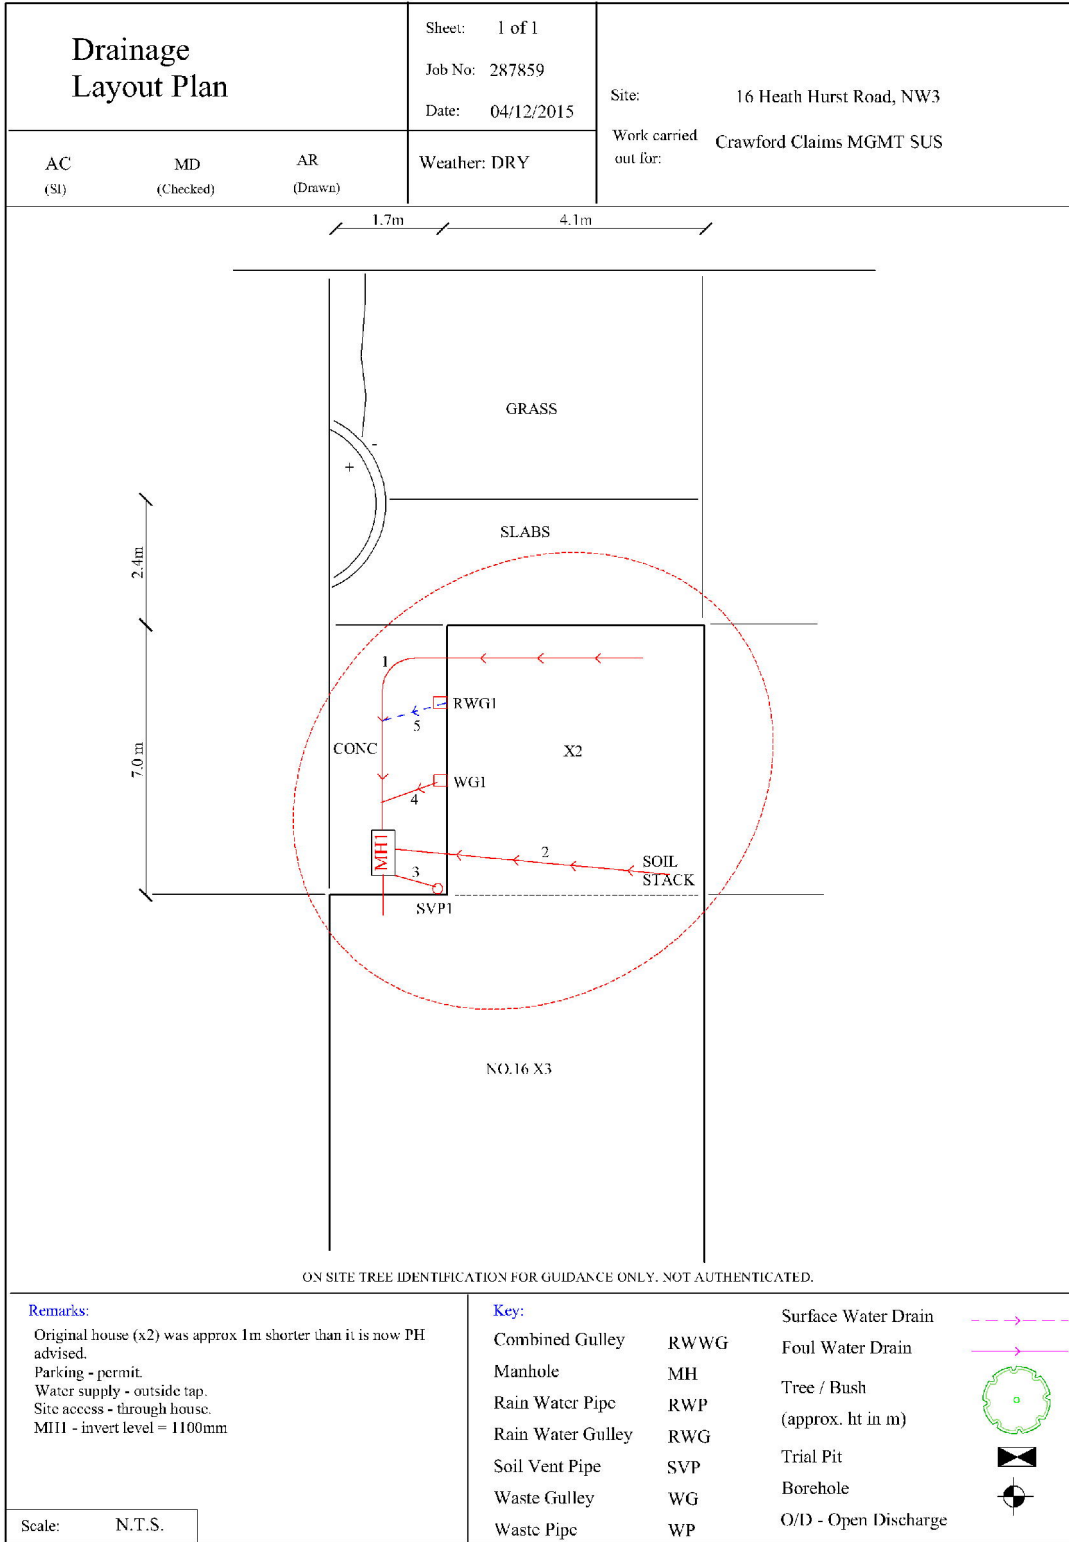 Drainage
Layout Plan
Sheet: 1 of 1
Job No: 287859
Date: 04/12/2015
Site: 16 Heath Hurst Road, NW3
Work carried
out for: Crawford Claims MGMT SUS
AC
(SI)
MD
(Checked)
AR
(Drawn)
Weather: DRY
1.7m
4.1m
GRASS
-
+
SLABS
2.4m
1
RWG1
5
CONC
X2
7.0m
WG1
4
MH1
2
SOIL
STACK
3
SVP1
NO.16 X3
ON SITE TREE IDENTIFICATION FOR GUIDANCE ONLY. NOT AUTHENTICATED.
Remarks:
Original house (x2) was approx 1m shorter than it is now PH
advised.
Parking - permit.
Water supply - outside tap.
Site access - through house.
MH1 - invert level = 1100mm
Scale: N.T.S.
Key:
Combined Gulley RWWG
Manhole MH
Rain Water Pipe RWP
Rain Water Gulley RWG
Soil Vent Pipe SVP
Waste Gulley WG
Waste Pipe WP
Surface Water Drain
Foul Water Drain
Tree / Bush
(approx. ht in m)
Trial Pit
Borehole
O/D - Open Discharge